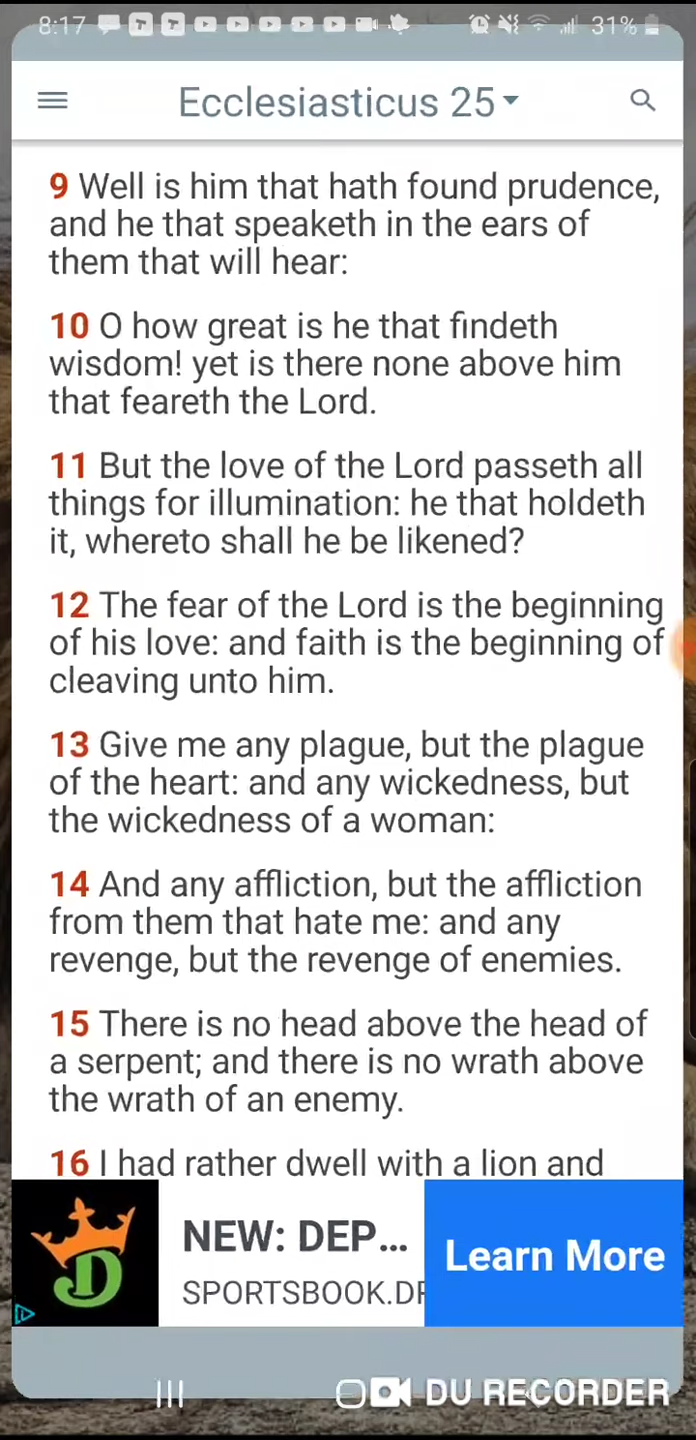 8:17
31%
Ecclesiasticus 25
9 Well is him that hath found prudence,
and he that speaketh in the ears of
them that will hear:
10 O how great is he that findeth
wisdom! yet is there none above him
that feareth the Lord.
11 But the love of the Lord passeth all
things for illumination: he that holdeth
it, whereto shall he be likened?
12 The fear of the Lord is the beginning
of his love: and faith is the beginning of
cleaving unto him.
13 Give me any plague, but the plague
of the heart: and any wickedness, but
the wickedness of a woman:
14 And any affliction, but the affliction
from them that hate me: and any
revenge, but the revenge of enemies.
15 There is no head above the head of
a serpent; and there is no wrath above
the wrath of an enemy.
16 I had rather dwell with a lion and
NEW: DEP...
SPORTSBOOK.DF
Learn More
DU RECORDER